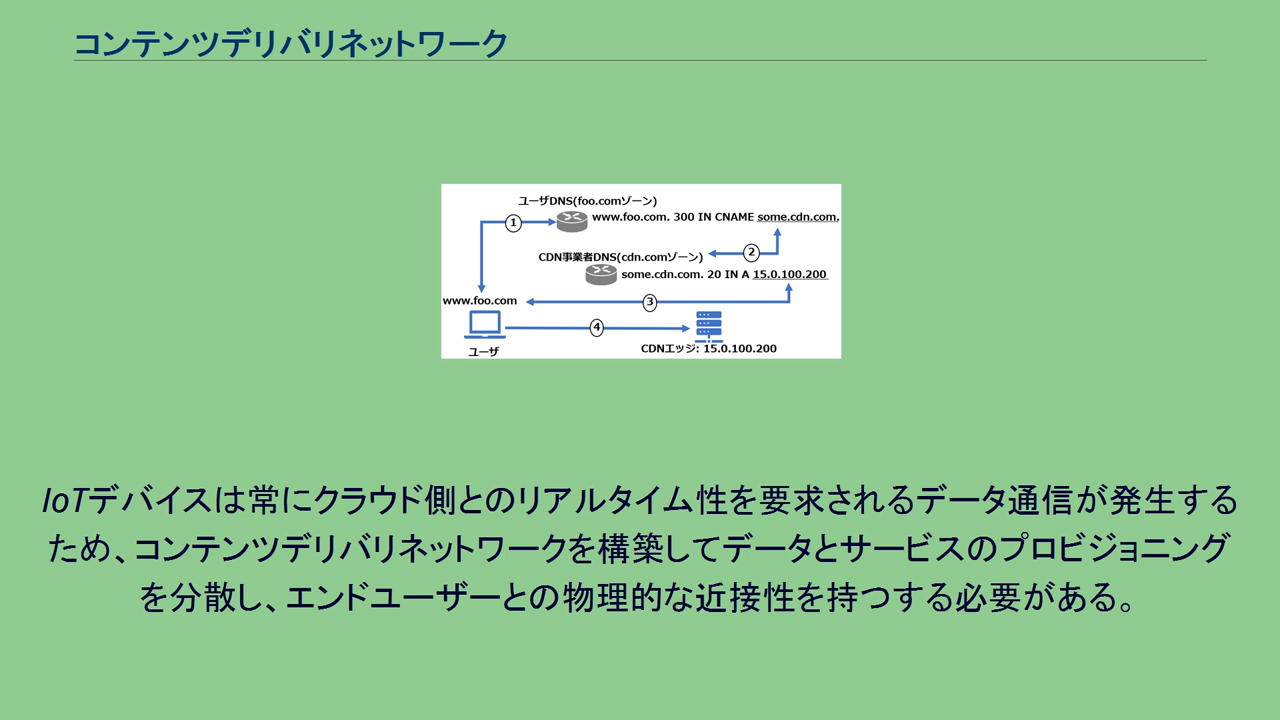 コンテンツデリバリネットワーク
ユーザDNS(foo.comゾーン)
1
www.foo.com. 300 IN CNAME some.cdn.com.
2
CDN事業者DNS(cdn.comゾーン)
some.cdn.com. 20 IN A 15.0.100.200
www.foo.com
3
4
ユーザ
CDNエッジ: 15.0.100.200
IoTデバイスは常にクラウド側とのリアルタイム性を要求されるデータ通信が発生する
ため、コンテンツデリバリネットワークを構築してデータとサービスのプロビジョニング
を分散し、エンドユーザーとの物理的な近接性を持つする必要がある。